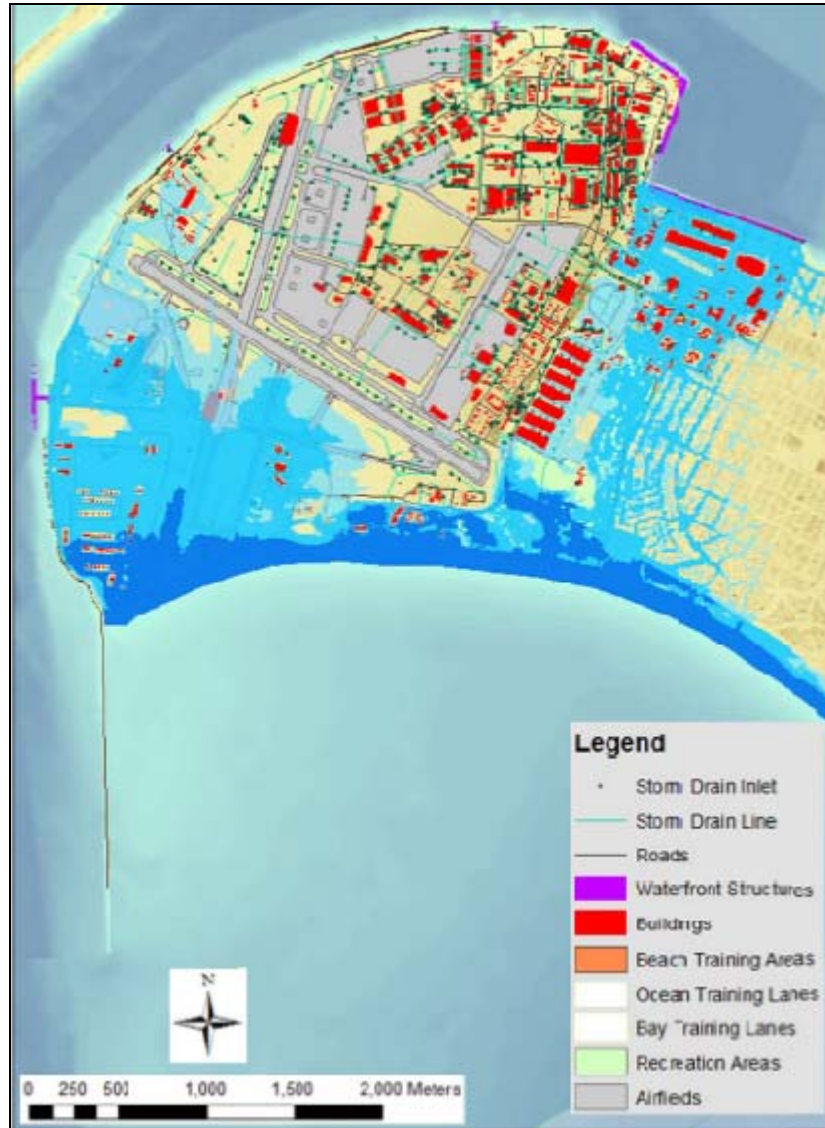 Legend
Storm Drain Inlet
Storm Drain Line
Roads
Waterfront Structures
Buildings
Beach Training Areas
Ocean Training Lanes
Bay Training Lanes
Recreation Areas
Airfieds
N
0 250 500 1,000 1,500 2,000 Meters